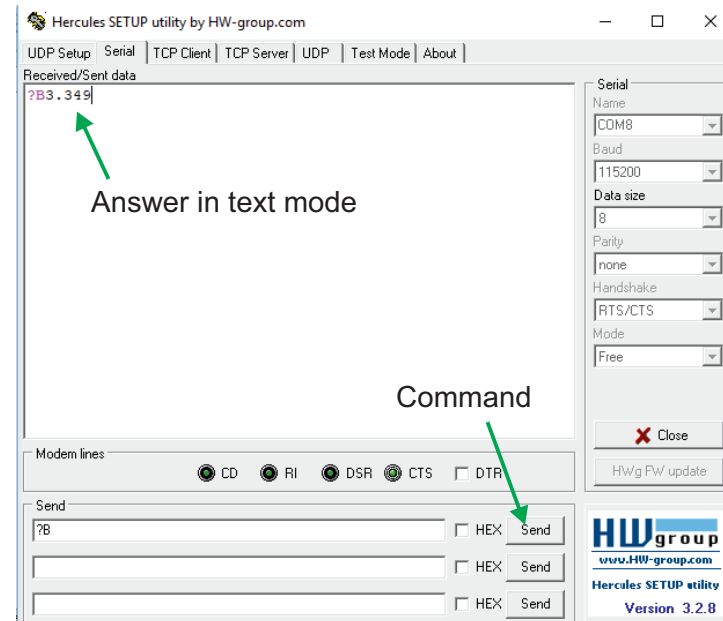 Hercules SETUP utility by HW-group.com
UDP Setup Serial TCP Client TCP Server UDP Test Mode About
Received/Sent data
?B3.349
Answer in text mode
Command
Serial
Name
COM8
Baud
115200
Data size
8
Parity
none
Handshake
RTS/CTS
Mode
Free
Close
HWg FW update
Modem lines
CD RI DSR CTS DTR
Send
?B HEX Send
HEX Send
HEX Send
HWgroup
www.HW-group.com
Hercules SETUP utility
Version 3.2.8